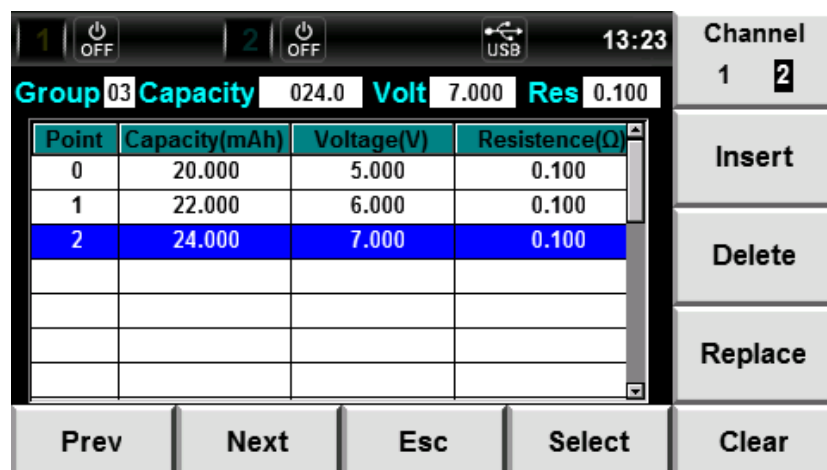 1 OFF 2 OFF USB 13:23
Channel
1 2
Group 03 Capacity 024.0 Volt 7.000 Res 0.100
Point Capacity(mAh) Voltage(V) Resistence(Ω)
0 20.000 5.000 0.100
1 22.000 6.000 0.100
2 24.000 7.000 0.100
Insert
Delete
Replace
Prev Next Esc Select Clear